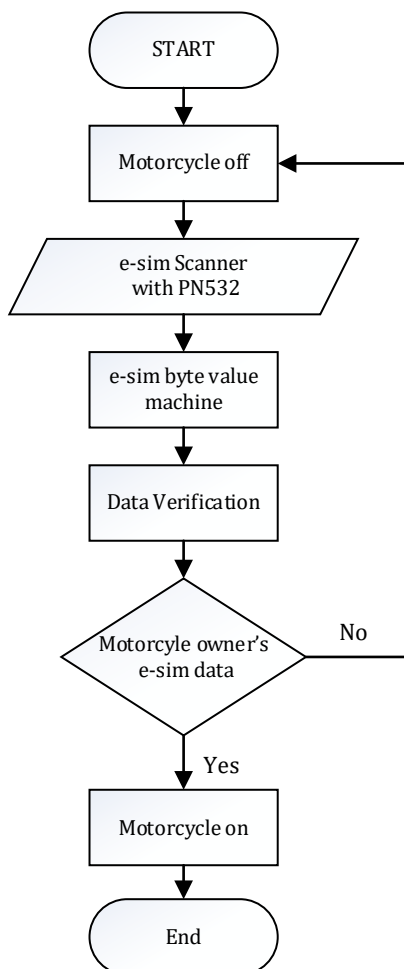 START
Motorcycle off
e-sim Scanner
with PN532
e-sim byte value
machine
Data Verification
Motorcyle owner’s
e-sim data
No
Yes
Motorcycle on
End